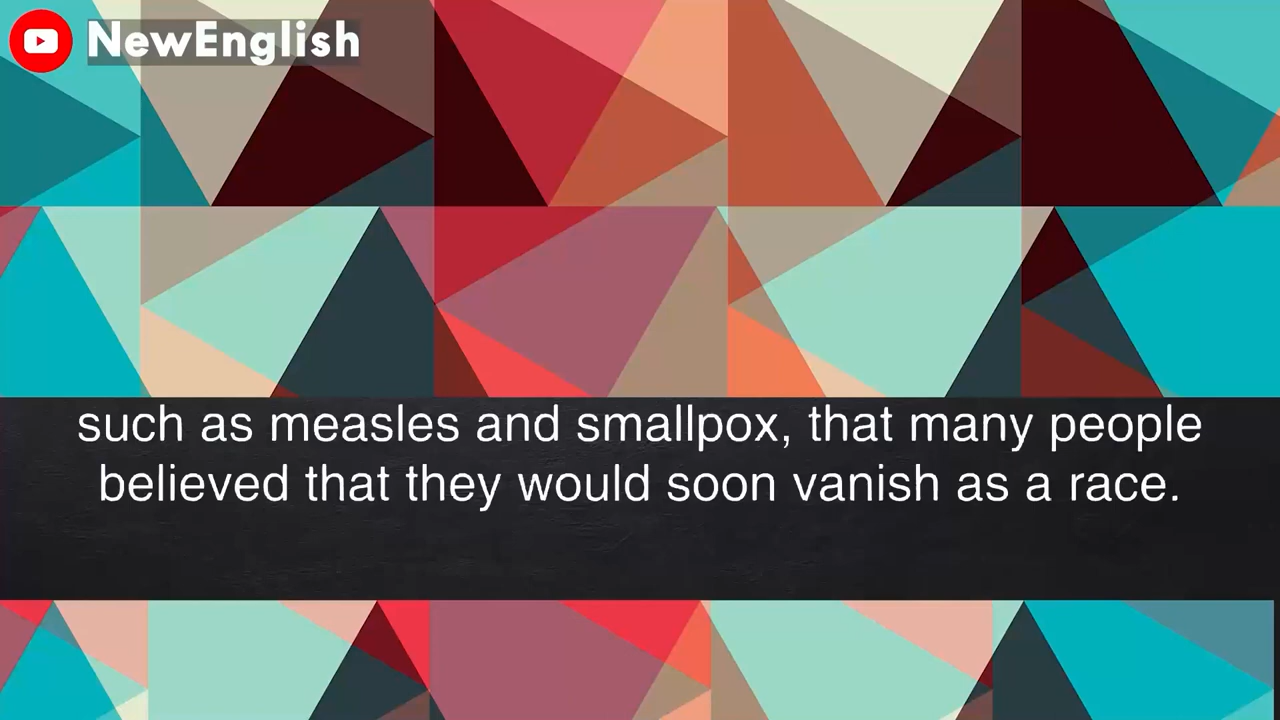 NewEnglish
such as measles and smallpox, that many people
believed that they would soon vanish as a race.